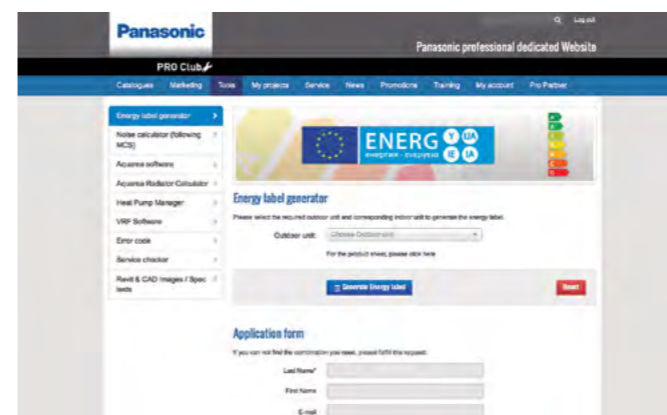 Log out
Panasonic
Panasonic professional dedicated Website
PRO Club
Catalogues Marketing Tools My projects Service News Promotions Training My account Pro Partner
Energy label generator
Noise calculator (following MCS)
Aquarea software
Aquarea Radiator Calculator
Heat Pump Manager
VRF Software
Error code
Service checker
Revit & CAD images / Spec texts
ENERG Y UA
енергия · ενεργεια IE IA
Energy label generator
Please select the required outdoor unit and corresponding indoor unit to generate the energy label.
Outdoor unit: Choose Outdoor unit
For the product sheet, please click here
Generate Energy label
Reset
Application form
If you can not find the combination you need, please fulfill this request:
Last Name*
First Name
E-mail